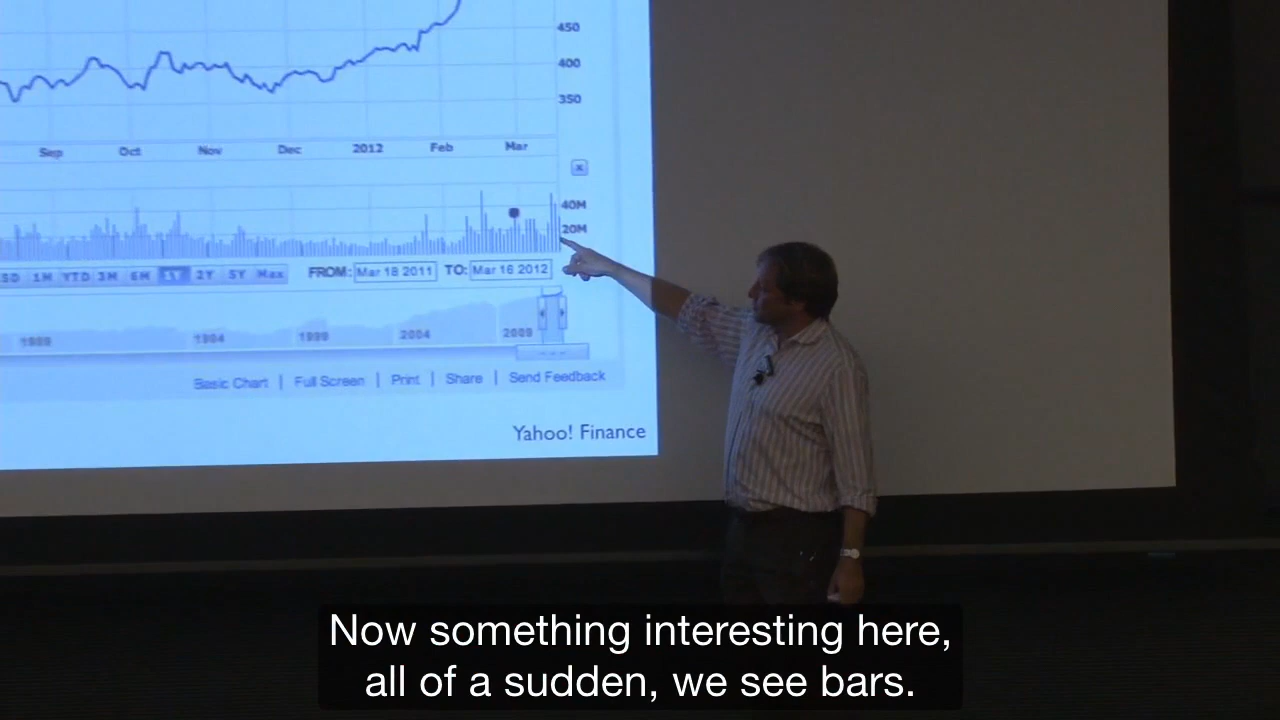 450
400
350
Sep Oct Nov Dec 2012 Feb Mar
x
40M
20M
5D 1M YTD 3M 6M 1Y 2Y 5Y Max FROM: Mar 18 2011 TO: Mar 16 2012
1989 1994 1999 2004 2009
Basic Chart | Full Screen | Print | Share | Send Feedback
Yahoo! Finance
Now something interesting here,
all of a sudden, we see bars.